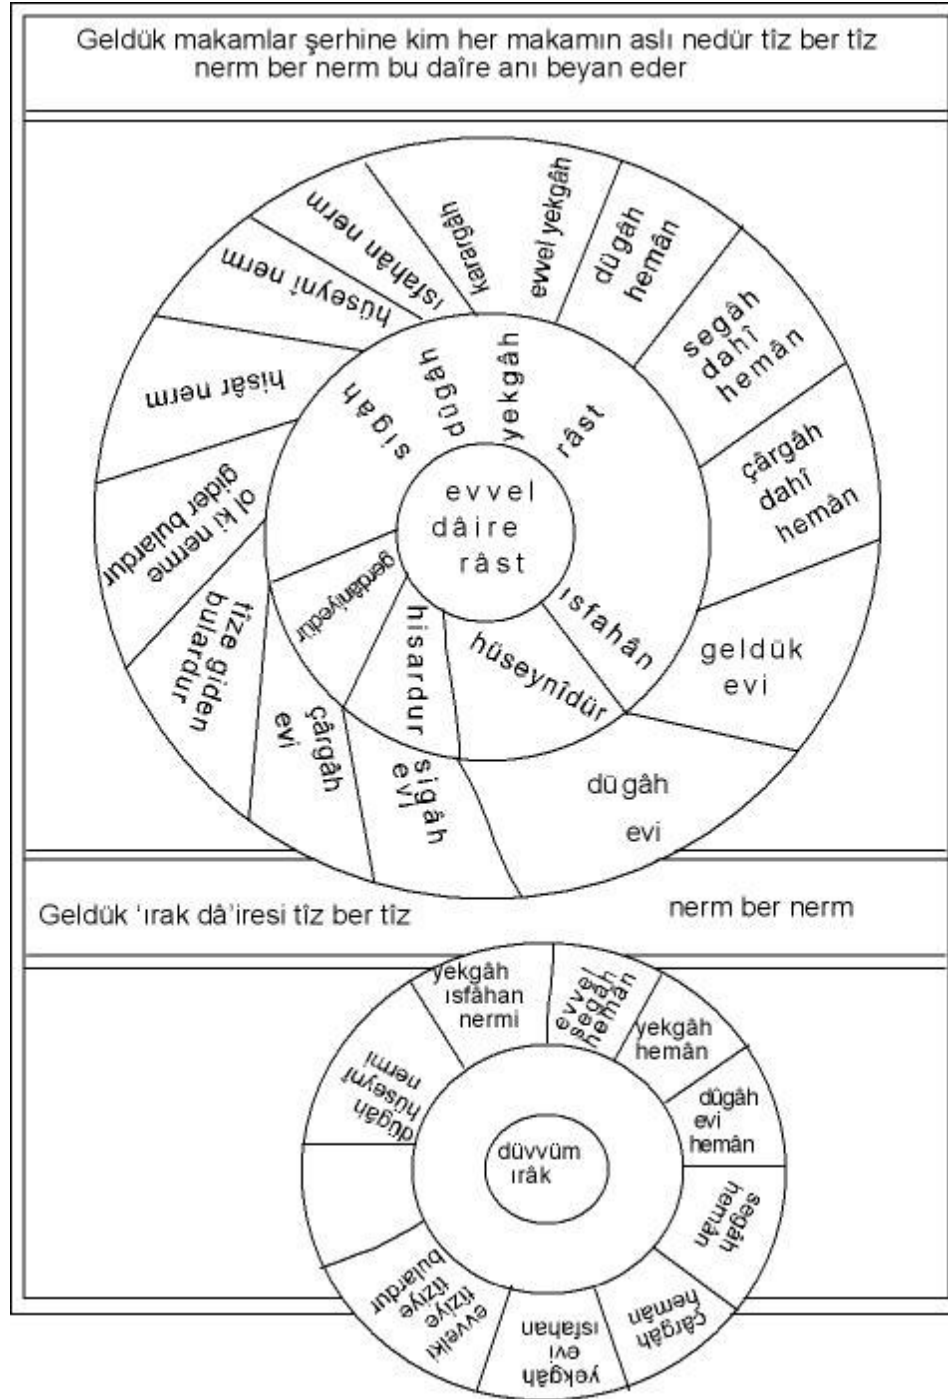 Geldük makamlar şerhine kim her makamın aslı nedür tîz ber tîz
nerm ber nerm bu daîre anı beyan eder
karargâh
evvel yekgâh
dügâh
hemân
segâh
dahî
hemân
çârgâh
dahî
hemân
geldük
evi
dügâh
evi
sigâh
evi
çârgâh
evi
tîze giden
bulardur
ol ki nerme
gider bulardur
hisâr nerm
hüseynî nerm
ısfahân nerm
sigâh
dügâh
yekgâh
râst
ısfahân
hüseynîdür
hisardur
gerdâniyedür
evvel
dâire
râst
Geldük ‘ırak dâ’iresi tîz ber tîz
nerm ber nerm
yekgâh
ısfâhan
nermi
evvel
şegâh
hemân
yekgâh
hemân
dûgâh
evi
hemân
segâh
hemân
çârgâh
hemân
yekgâh
evi
ısfahan
evvelki
tîziye
tîziye
bulardur
dügâh
hüseynî
nermi
düvvüm
ırâk